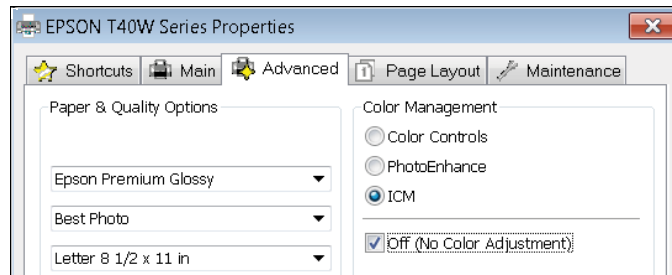 EPSON T40W Series Properties
Shortcuts Main Advanced 1 Page Layout Maintenance
Paper & Quality Options
Epson Premium Glossy
Best Photo
Letter 8 1/2 x 11 in
Color Management
Color Controls
PhotoEnhance
ICM
Off (No Color Adjustment)